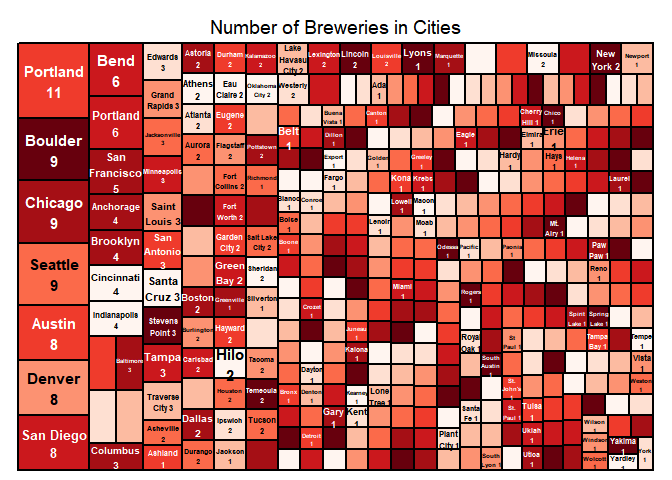 Number of Breweries in Cities
Portland
11
Boulder
9
Chicago
9
Seattle
9
Austin
8
Denver
8
San Diego
8
Bend
6
Portland
6
San
Francisco
5
Anchorage
4
Brooklyn
4
Cincinnati
4
Indianapolis
4
Baltimore
3
Columbus
3
Edwards
3
Grand
Rapids 3
Jacksonville
3
Minneapolis
3
Saint
Louis 3
San
Antonio
3
Santa
Cruz 3
Stevens
Point 3
Tampa
3
Traverse
City 3
Asheville
2
Ashland
1
Astoria
2
Athens
2
Atlanta
2
Aurora
2
Boston
2
Burlington
2
Carlsbad
2
Dallas
2
Durango
2
Durham
2
Eau
Claire 2
Eugene
2
Flagstaff
2
Fort
Collins 2
Fort
Worth 2
Garden
City 2
Green
Bay 2
Greenville
1
Hayward
2
Hilo
2
Houston
2
Ipswich
2
Jackson
1
Kalamazoo
2
Oklahoma
City 2
Pottstown
2
Richmond
1
Salt Lake
City 2
Sheridan
2
Silverton
1
Tacoma
2
Temecula
2
Tucson
2
Lake
Havasu
City 2
Lexington
2
Lincoln
2
Louisville
2
Lyons
1
Marquette
1
Missoula
2
New
York 2
Newport
1
Westerly
2
Ada
1
Buena
Vista 1
Canton
1
Cherry
Hill 1
Chico
1
Belt
1
Dillon
1
Eagle
1
Elmira
1
Erie
1
Export
1
Golden
1
Greeley
1
Hardy
1
Hays
1
Helena
1
Fargo
1
Kona
1
Krebs
1
Laurel
1
Blanco
1
Conroe
1
Lowell
1
Macon
1
Boise
1
Lenoir
1
Moab
1
Mt.
Airy 1
Boone
1
Odessa
1
Pacific
1
Paonia
1
Paw
Paw 1
Reno
1
Miami
1
Rogers
1
Crozet
1
Spirit
Lake 1
Spring
Lake 1
Juneau
1
Royal
Oak 1
St
Paul 1
Tampa
Bay 1
Tempe
1
Kalona
1
South
Austin
1
Vista
1
Dayton
1
Weston
1
Bronx
1
Denton
1
Kearney
1
Lone
Tree 1
St.
John's
1
Gary
1
Kent
1
Santa
Fe 1
St.
Paul 1
Tulsa
1
Detroit
1
Plant
City 1
Ukiah
1
Wilson
1
Windsor
1
Yakima
1
South
Lyon 1
Utica
1
Wolcott
1
Yardley
1
York
1